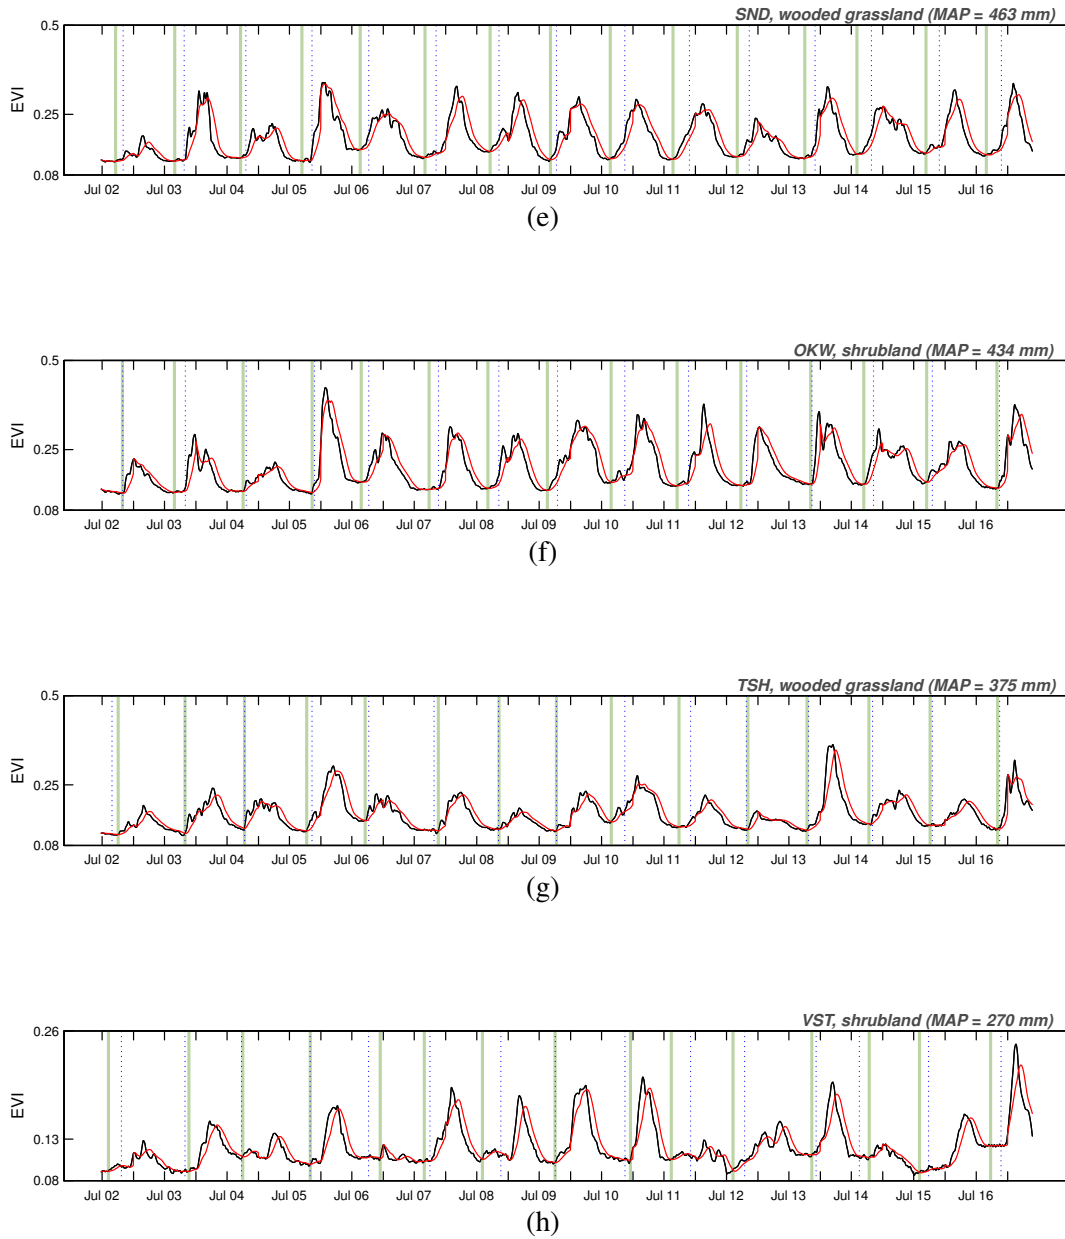 SND, wooded grassland (MAP = 463 mm)
0.5
EVI
0.25
0.08
Jul 02 Jul 03 Jul 04 Jul 05 Jul 06 Jul 07 Jul 08 Jul 09 Jul 10 Jul 11 Jul 12 Jul 14 Jul 15 Jul 16
(e)
OKW, shrubland (MAP = 434 mm)
0.5
EVI
0.25
0.08
Jul 02 Jul 03 Jul 04 Jul 05 Jul 06 Jul 07 Jul 08 Jul 09 Jul 10 Jul 11 Jul 12 Jul 13 Jul 14 Jul 15 Jul 16
(f)
TSH, wooded grassland (MAP = 375 mm)
0.5
EVI
0.25
0.08
Jul 02 Jul 03 Jul 04 Jul 05 Jul 06 Jul 07 Jul 08 Jul 09 Jul 10 Jul 11 Jul 12 Jul 13 Jul 14 Jul 15 Jul 16
(g)
VST, shrubland (MAP = 270 mm)
0.26
EVI
0.13
0.08
Jul 02 Jul 03 Jul 04 Jul 05 Jul 06 Jul 07 Jul 08 Jul 09 Jul 10 Jul 11 Jul 12 Jul 13 Jul 14 Jul 15 Jul 16
(h)